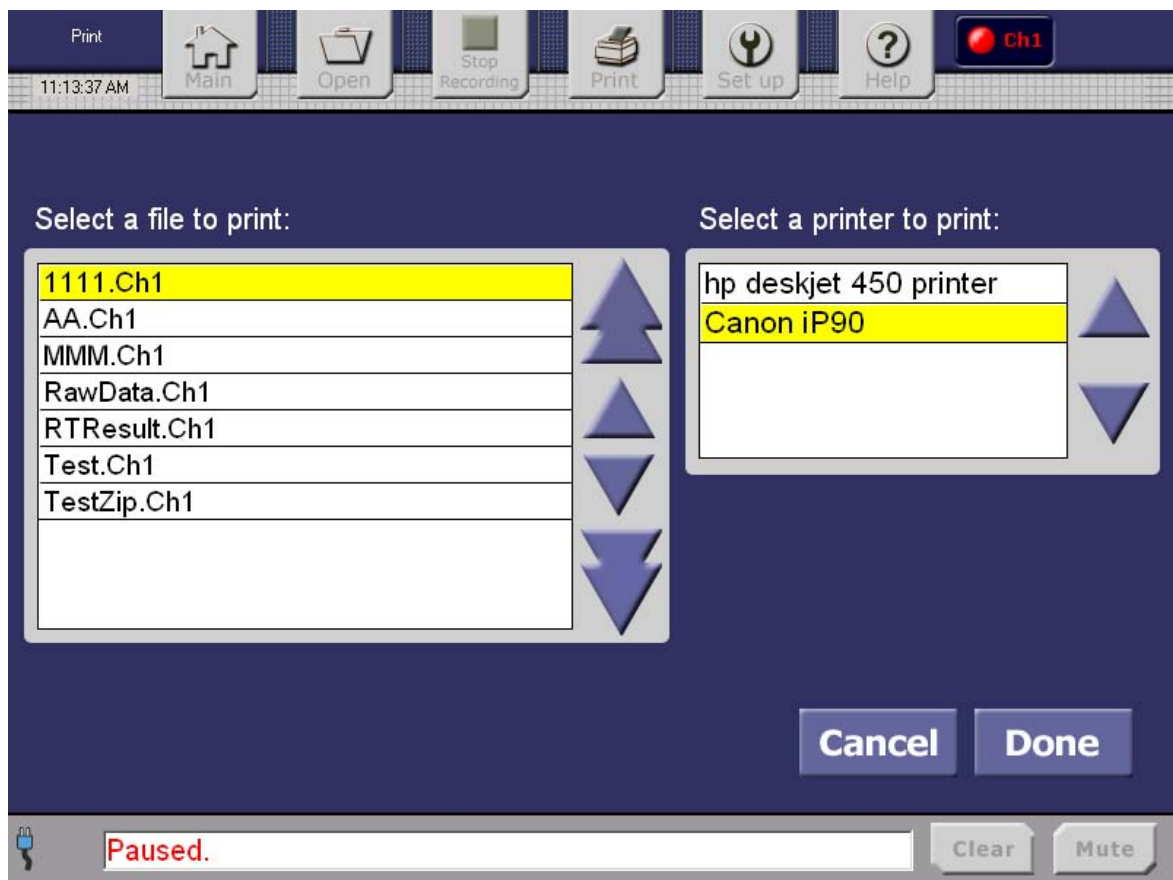 Print
11:13:37 AM
Main
Open
Stop
Recording
Print
Set up
?
Help
Ch1
Select a file to print:
1111.Ch1
AA.Ch1
MMM.Ch1
RawData.Ch1
RTResult.Ch1
Test.Ch1
TestZip.Ch1
Select a printer to print:
hp deskjet 450 printer
Canon iP90
Cancel
Done
Paused.
Clear
Mute